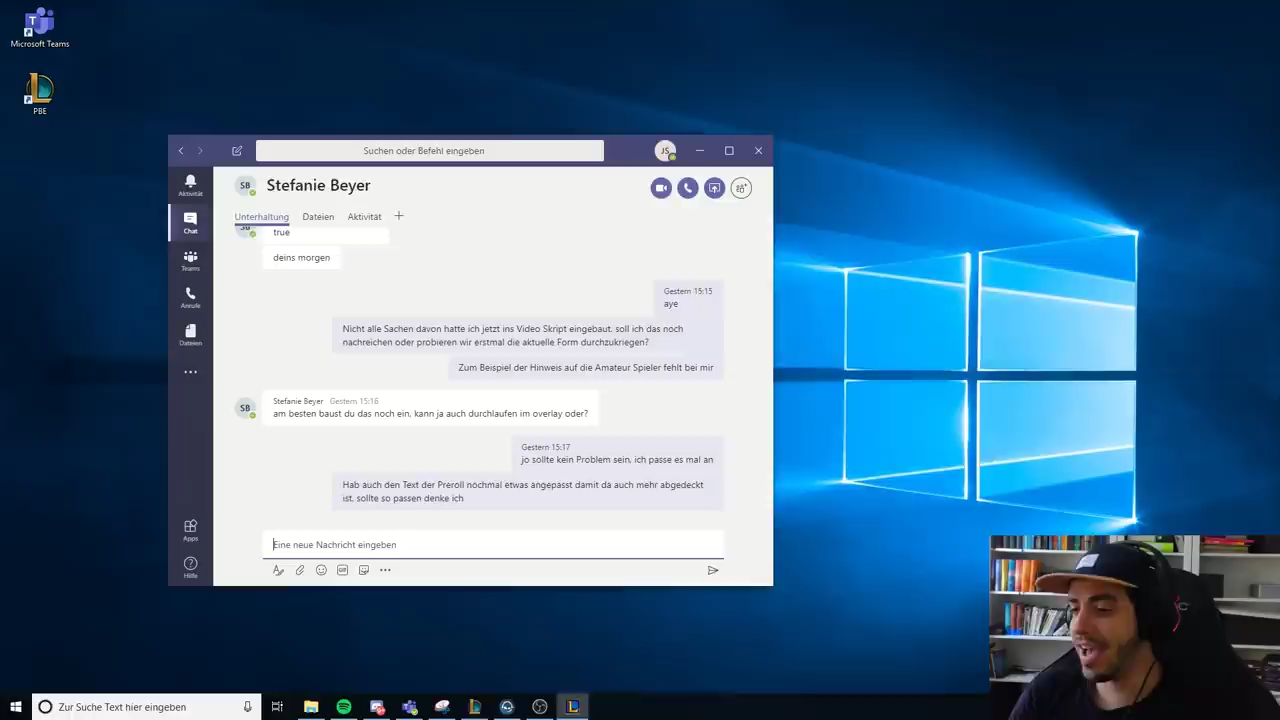 Microsoft Teams
PBE
Suchen oder Befehl eingeben
JS
Aktivität
Chat
Teams
Anrufe
Dateien
Apps
Hilfe
SB
Stefanie Beyer
Unterhaltung
Dateien
Aktivität
SB
true
deins morgen
Gestern 15:15
aye
Nicht alle Sachen davon hatte ich jetzt ins Video Skript eingebaut, soll ich das noch
nachreichen oder probieren wir erstmal die aktuelle Form durchzukriegen?
Zum Beispiel der Hinweis auf die Amateur Spieler fehlt bei mir
SB
Stefanie Beyer Gestern 15:16
am besten baust du das noch ein, kann ja auch durchlaufen im overlay oder?
Gestern 15:17
jo sollte kein Problem sein, ich passe es mal an
Hab auch den Text der Preroll nochmal etwas angepasst damit da auch mehr abgedeckt
ist, sollte so passen denke ich
Eine neue Nachricht eingeben
GIF
Zur Suche Text hier eingeben